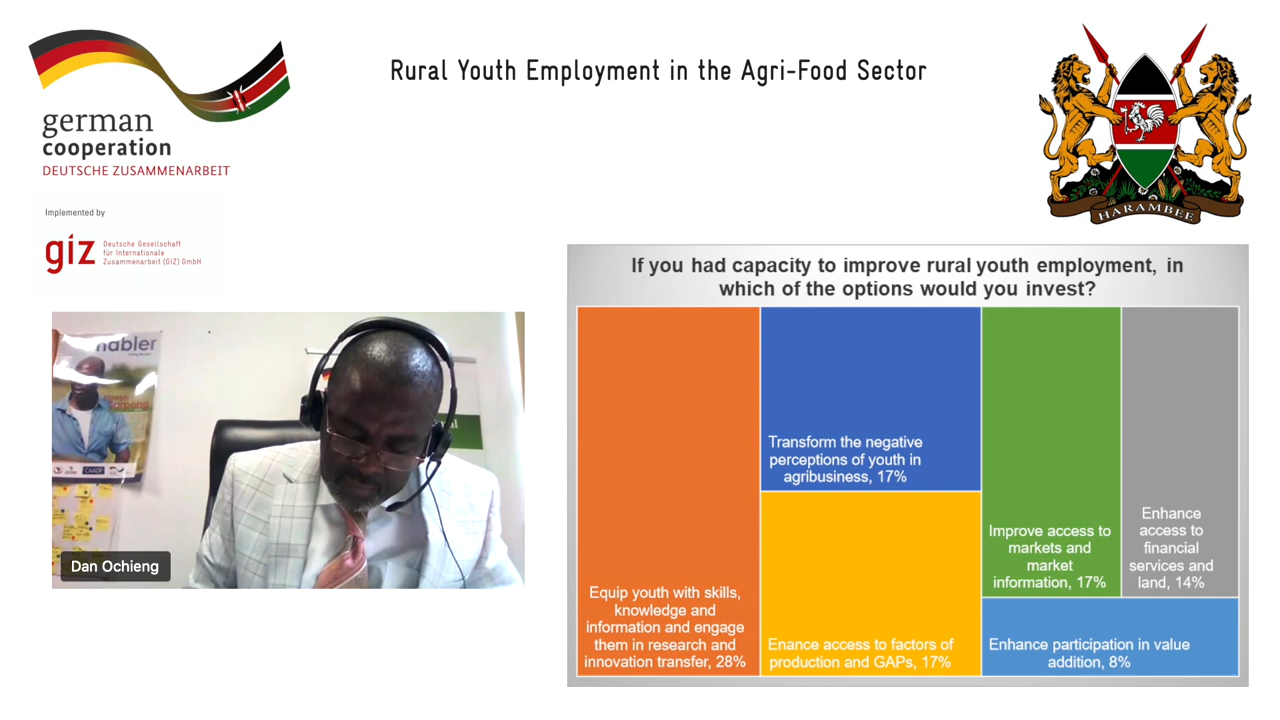 Rural Youth Employment in the Agri-Food Sector
german
cooperation
DEUTSCHE ZUSAMMENARBEIT
Implemented by
giz
Deutsche Gesellschaft
für Internationale
Zusammenarbeit (GIZ) GmbH
HARAMBEE
If you had capacity to improve rural youth employment, in
which of the options would you invest?
Equip youth with skills,
knowledge and
information and engage
them in research and
innovation transfer, 28%
Transform the negative
perceptions of youth in
agribusiness, 17%
Enance access to factors of
production and GAPs, 17%
Improve access to
markets and
market
information, 17%
Enhance
access to
financial
services and
land, 14%
Enhance participation in value
addition, 8%
nabler
CAADP
Dan Ochieng